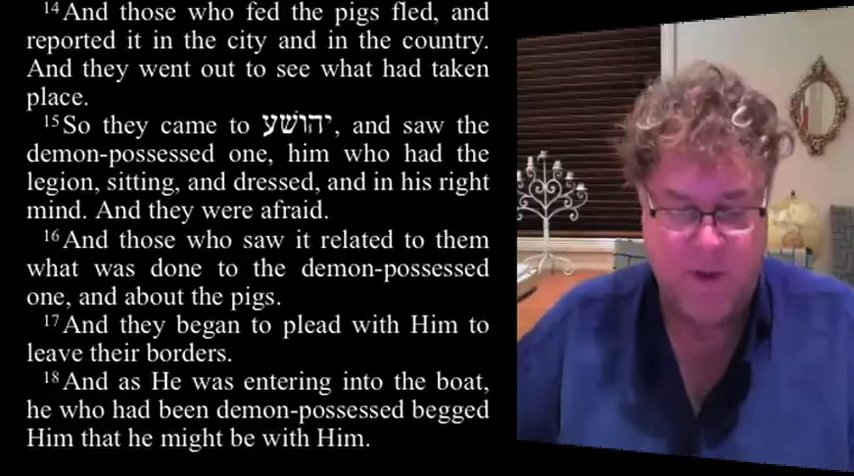 14And those who fed the pigs fled, and
reported it in the city and in the country.
And they went out to see what had taken
place.
15So they came to יהושׁע, and saw the
demon-possessed one, him who had the
legion, sitting, and dressed, and in his right
mind. And they were afraid.
16And those who saw it related to them
what was done to the demon-possessed
one, and about the pigs.
17And they began to plead with Him to
leave their borders.
18And as He was entering into the boat,
he who had been demon-possessed begged
Him that he might be with Him.